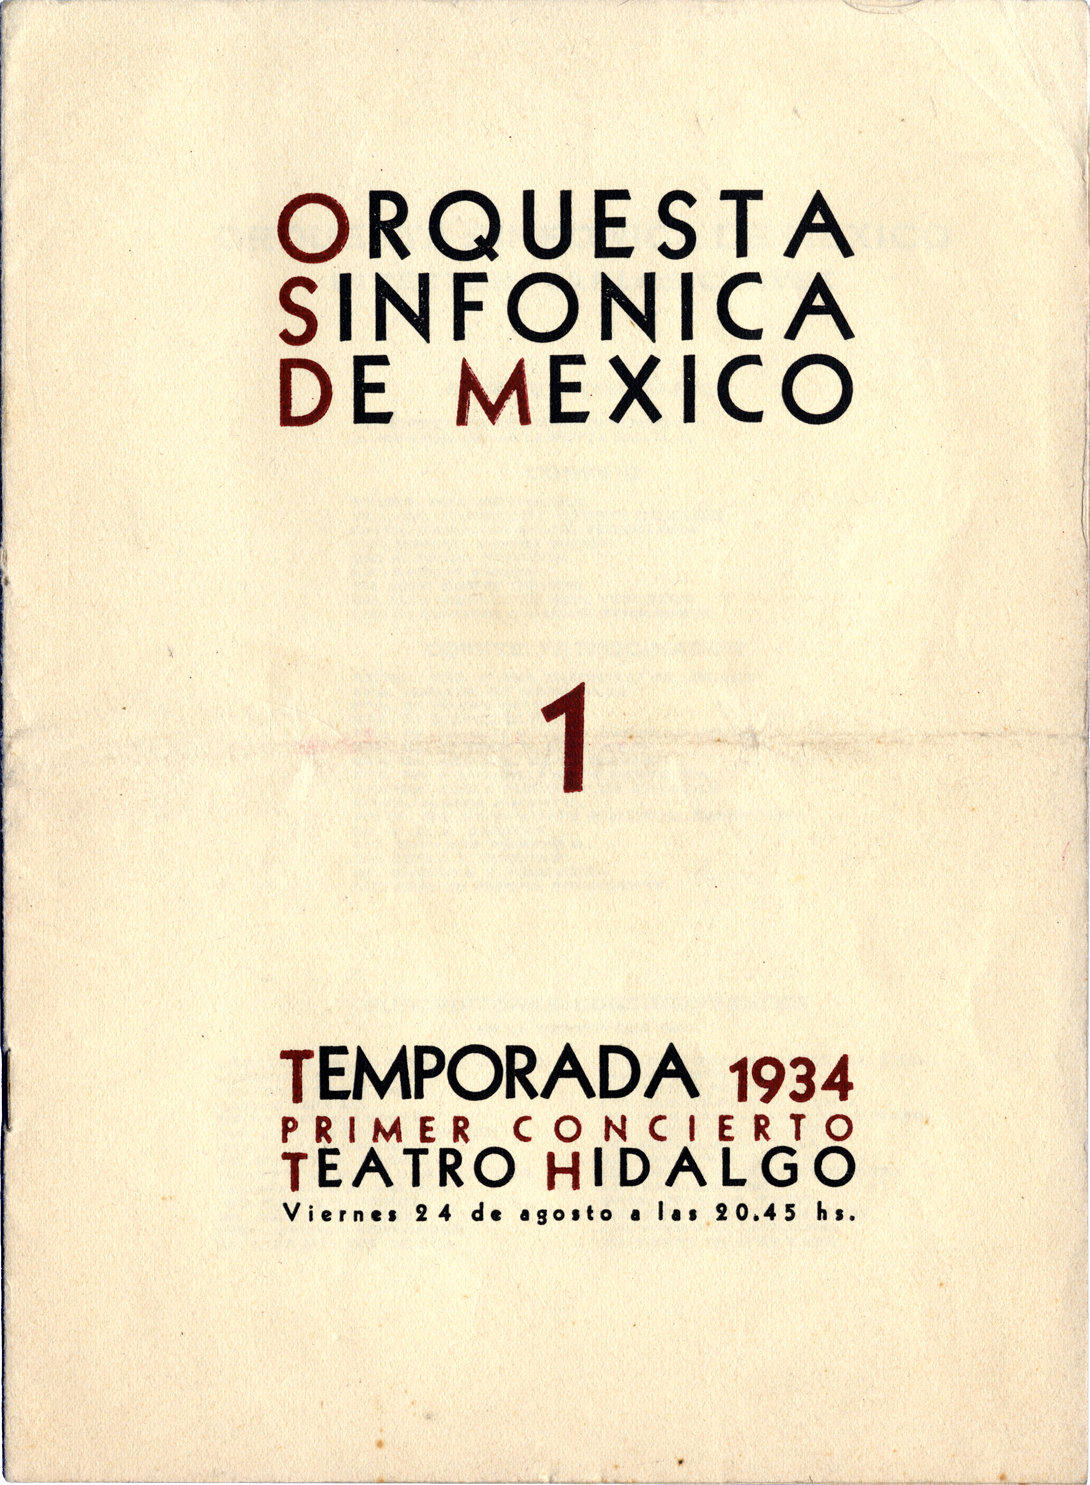 ORQUESTA
SINFONICA
DE MEXICO
1
TEMPORADA 1934
PRIMER CONCIERTO
TEATRO HIDALGO
Viernes 24 de agosto a las 20.45 hs.